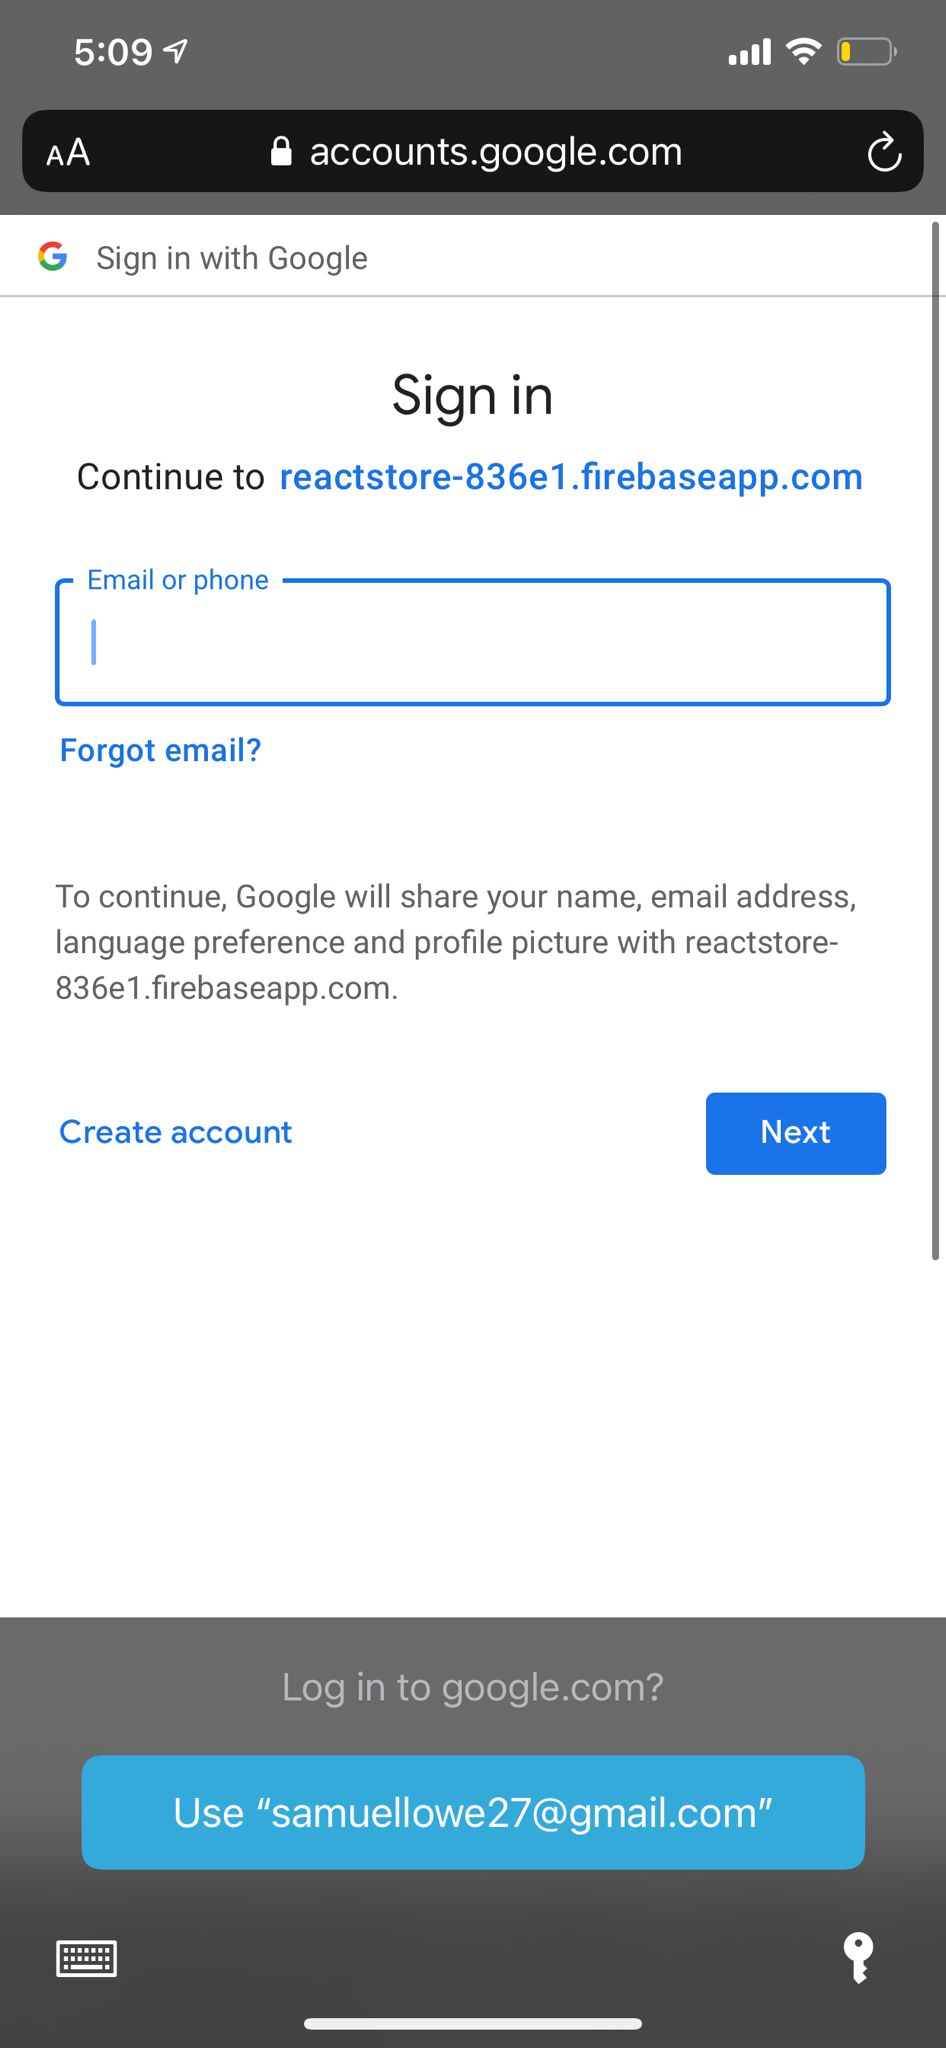 5:09
AA accounts.google.com
Sign in with Google
Sign in
Continue to reactstore-836e1.firebaseapp.com
Email or phone
Forgot email?
To continue, Google will share your name, email address,
language preference and profile picture with reactstore-
836e1.firebaseapp.com.
Create account
Next
Log in to google.com?
Use “samuellowe27@gmail.com”